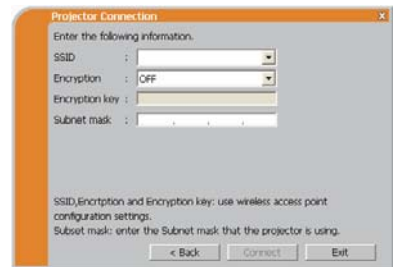 Projector Connection X
Enter the following information.
SSID :
Encryption : OFF
Encryption key :
Subnet mask : . . .
SSID,Encrtption and Encryption key: use wireless access point
configuration settings.
Subset mask: enter the Subnet mask that the projector is using.
< Back Connect Exit